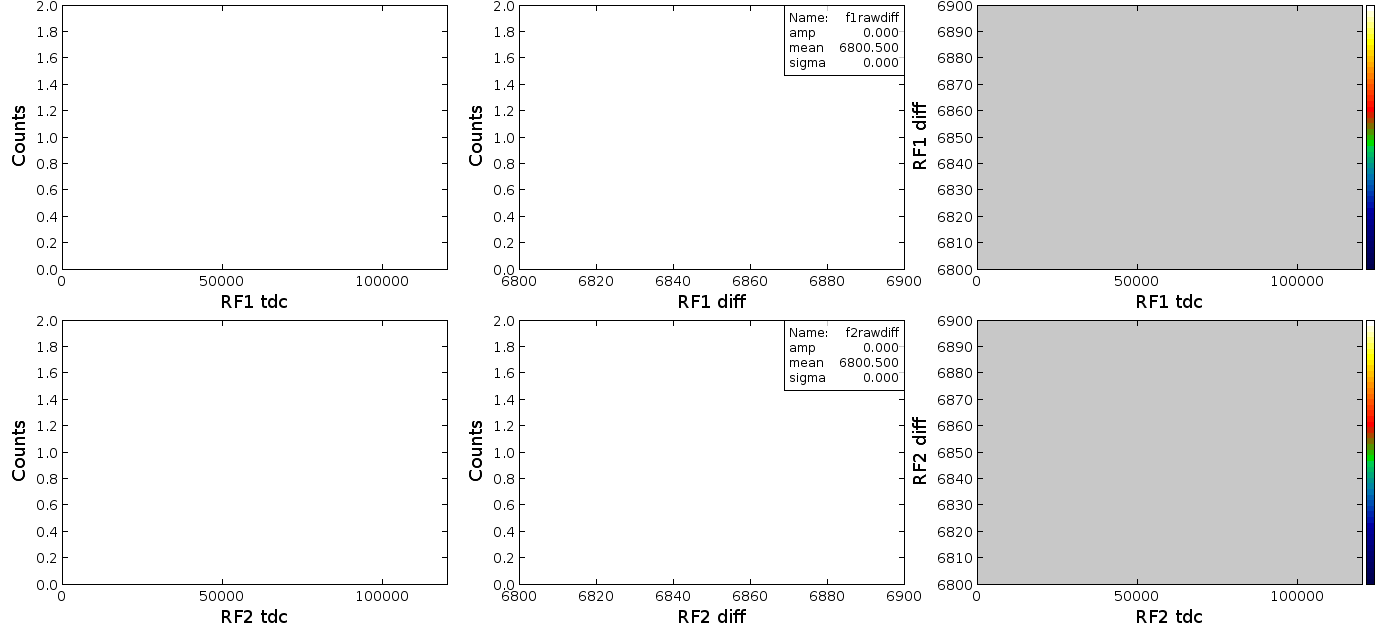 2.0
1.8
1.6
1.4
1.2
1.0
0.8
0.6
0.4
0.2
0.0
Counts
0 50000 100000
RF1 tdc
2.0
1.8
1.6
1.4
1.2
1.0
0.8
0.6
0.4
0.2
0.0
Counts
Name: f1rawdiff
amp 0.000
mean 6800.500
sigma 0.000
6800 6820 6840 6860 6880 6900
RF1 diff
6900
6890
6880
6870
6860
6850
6840
6830
6820
6810
6800
RF1 diff
0 50000 100000
RF1 tdc
2.0
1.8
1.6
1.4
1.2
1.0
0.8
0.6
0.4
0.2
0.0
Counts
0 50000 100000
RF2 tdc
2.0
1.8
1.6
1.4
1.2
1.0
0.8
0.6
0.4
0.2
0.0
Counts
Name: f2rawdiff
amp 0.000
mean 6800.500
sigma 0.000
6800 6820 6840 6860 6880 6900
RF2 diff
6900
6890
6880
6870
6860
6850
6840
6830
6820
6810
6800
RF2 diff
0 50000 100000
RF2 tdc